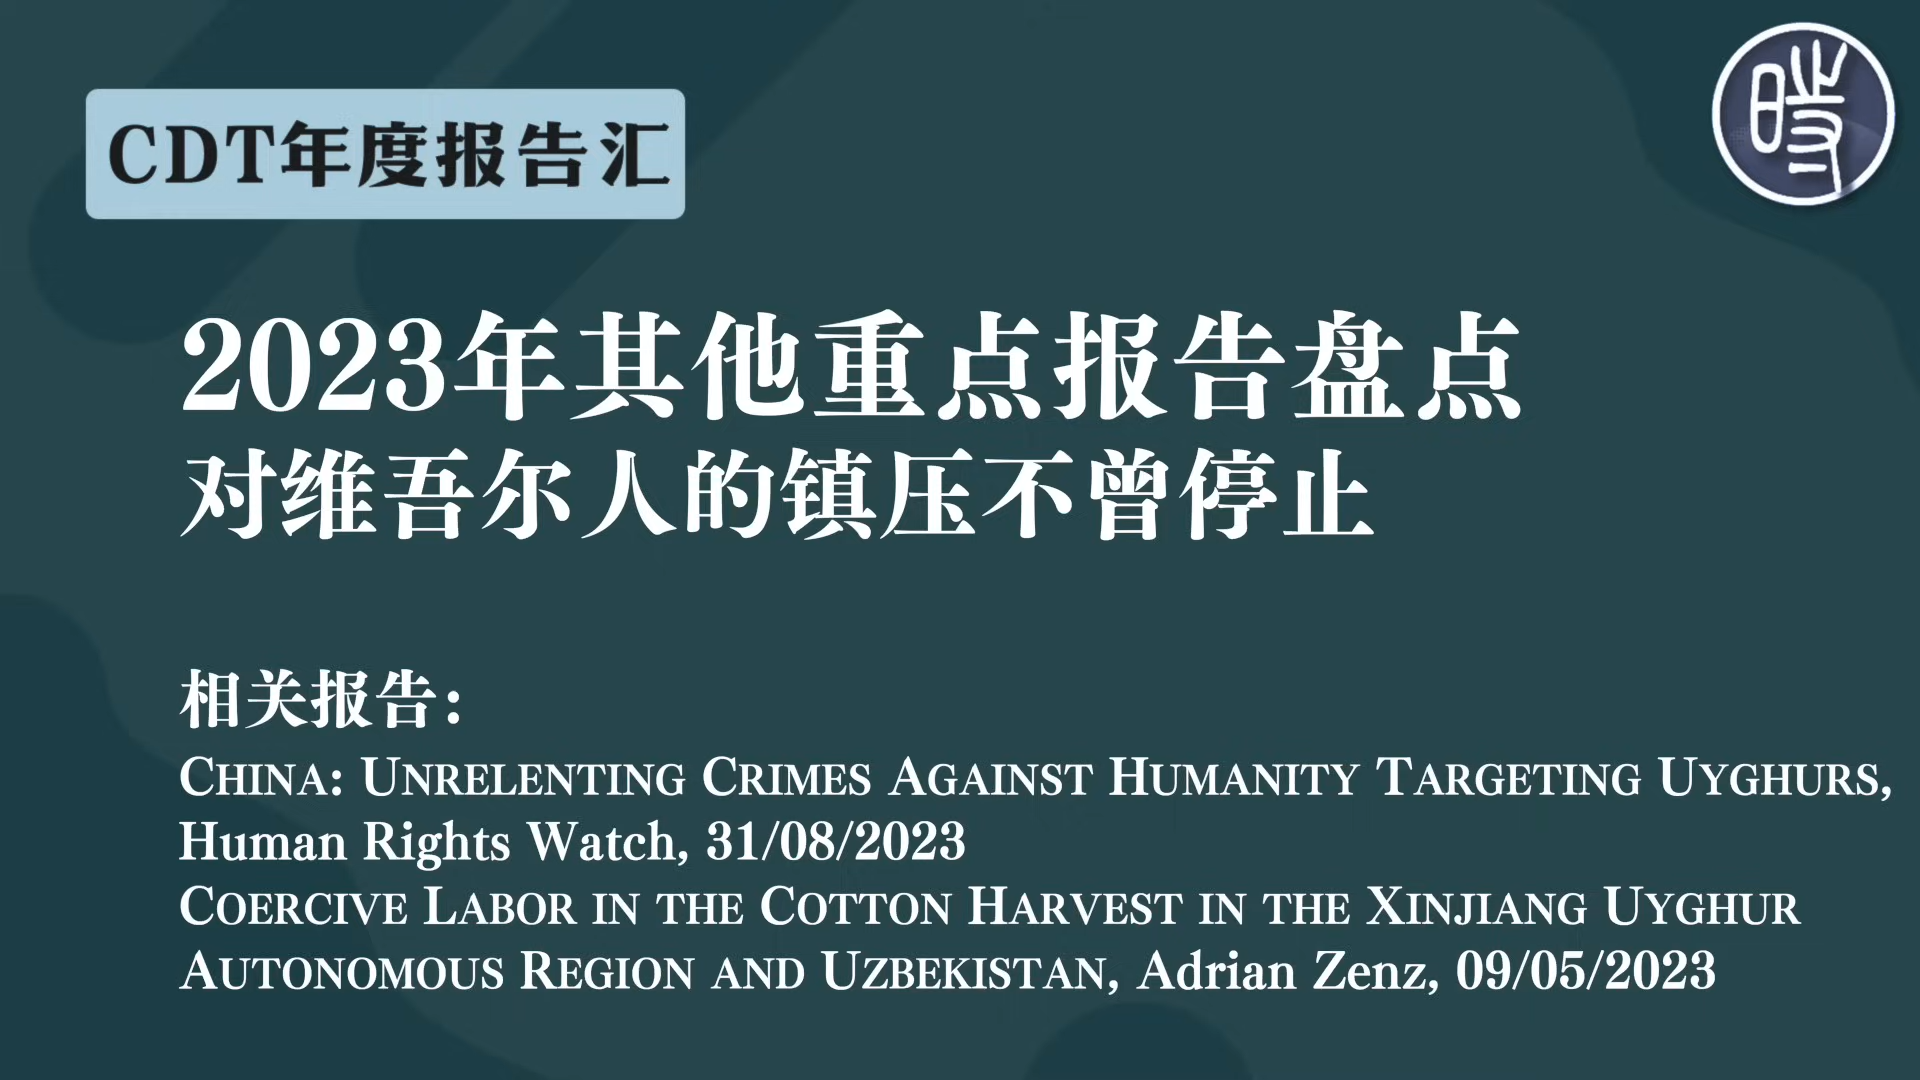 CDT年度报告汇
时
2023年其他重点报告盘点
对维吾尔人的镇压不曾停止
相关报告：
CHINA: UNRELENTING CRIMES AGAINST HUMANITY TARGETING UYGHURS,
Human Rights Watch, 31/08/2023
COERCIVE LABOR IN THE COTTON HARVEST IN THE XINJIANG UYGHUR
AUTONOMOUS REGION AND UZBEKISTAN, Adrian Zenz, 09/05/2023